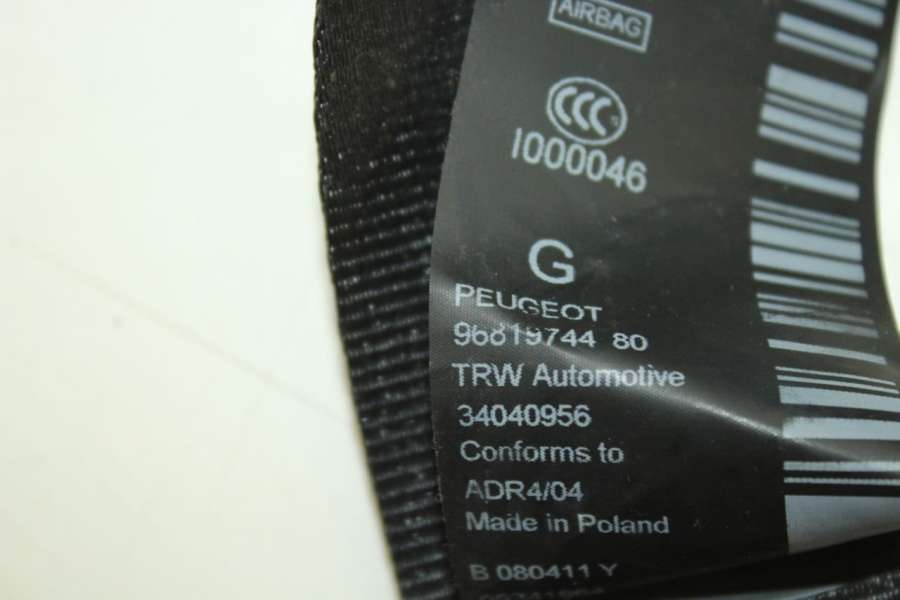 AIRBAG
CCC S
I000046
G
PEUGEOT
96819744 80
TRW Automotive
34040956
Conforms to
ADR4/04
Made in Poland
B 080411 Y